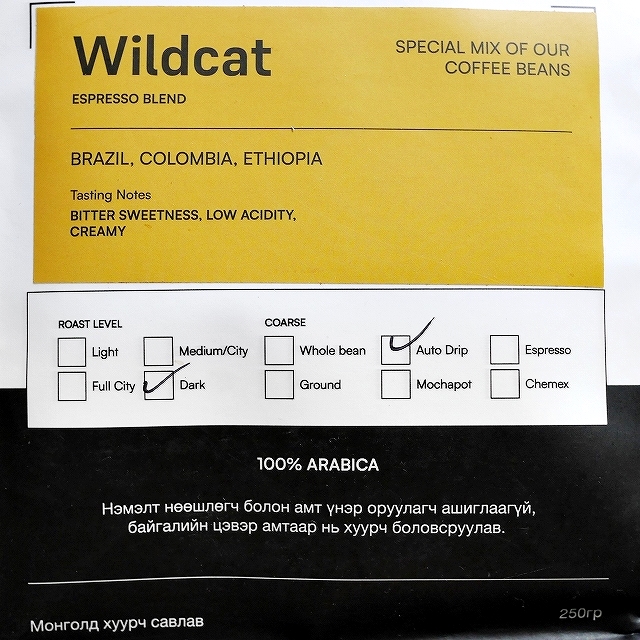 Wildcat
SPECIAL MIX OF OUR
COFFEE BEANS
ESPRESSO BLEND
BRAZIL, COLOMBIA, ETHIOPIA
Tasting Notes
BITTER SWEETNESS, LOW ACIDITY,
CREAMY
ROAST LEVEL
Light
Medium/City
Full City
Dark
COARSE
Whole bean
Auto Drip
Espresso
Ground
Mochapot
Chemex
100% ARABICA
Нэмэлт нөөшлөгч болон амт үнэр оруулагч ашиглаагүй,
байгалийн цэвэр амтаар нь хуурч боловсруулав.
Монголд хуурч савлав
250гр